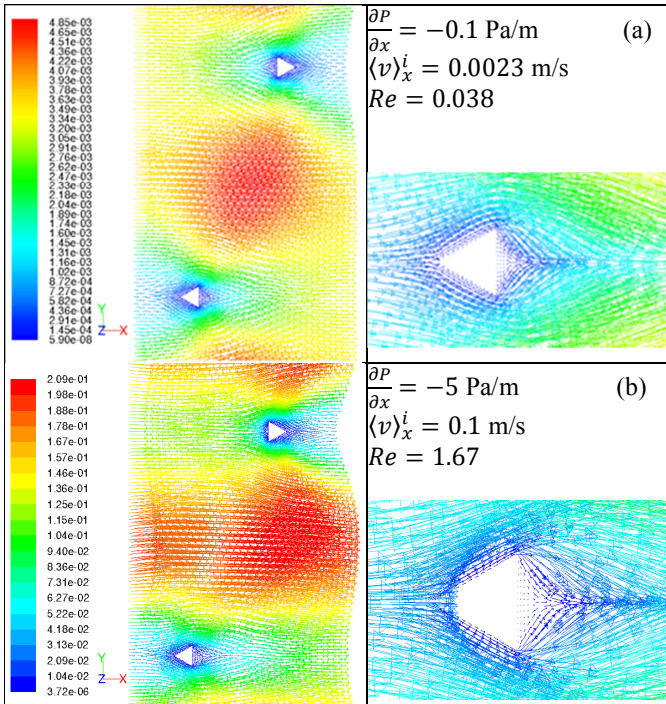 4.85e-03
4.65e-03
4.51e-03
4.36e-03
4.22e-03
4.07e-03
3.93e-03
3.78e-03
3.63e-03
3.49e-03
3.34e-03
3.20e-03
3.05e-03
2.91e-03
2.76e-03
2.62e-03
2.47e-03
2.33e-03
2.18e-03
2.04e-03
1.89e-03
1.74e-03
1.60e-03
1.45e-03
1.31e-03
1.16e-03
1.02e-03
8.72e-04
7.27e-04
5.82e-04
4.36e-04
2.91e-04
1.45e-04
5.90e-08
Y
Z X
∂P/∂x = −0.1 Pa/m (a)
⟨v⟩ᵢₓ = 0.0023 m/s
Re = 0.038
2.09e-01
1.98e-01
1.88e-01
1.78e-01
1.67e-01
1.57e-01
1.46e-01
1.36e-01
1.25e-01
1.15e-01
1.04e-01
9.40e-02
8.36e-02
7.31e-02
6.27e-02
5.22e-02
4.18e-02
3.13e-02
2.09e-02
1.04e-02
3.72e-06
Y
Z X
∂P/∂x = −5 Pa/m (b)
⟨v⟩ᵢₓ = 0.1 m/s
Re = 1.67